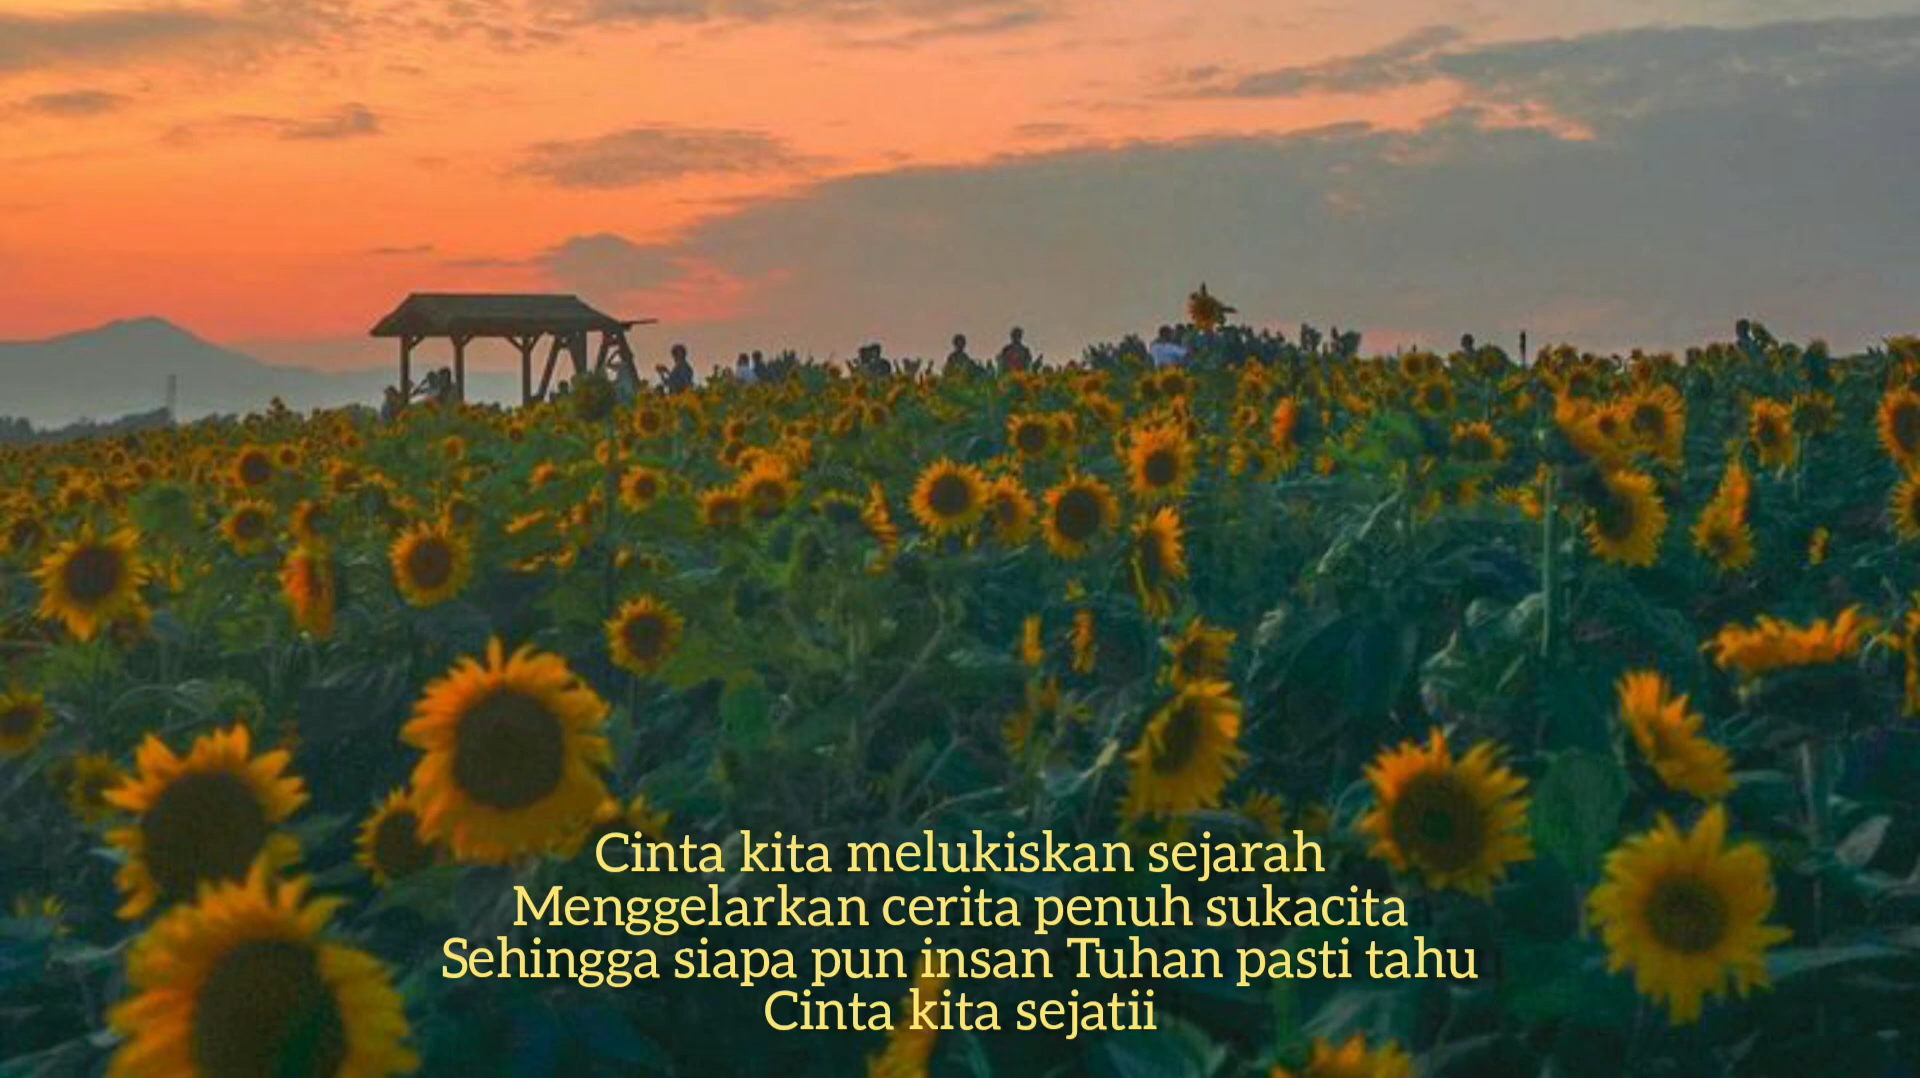 Cinta kita melukiskan sejarah
Menggelarkan cerita penuh sukacita
Sehingga siapa pun insan Tuhan pasti tahu
Cinta kita sejatii